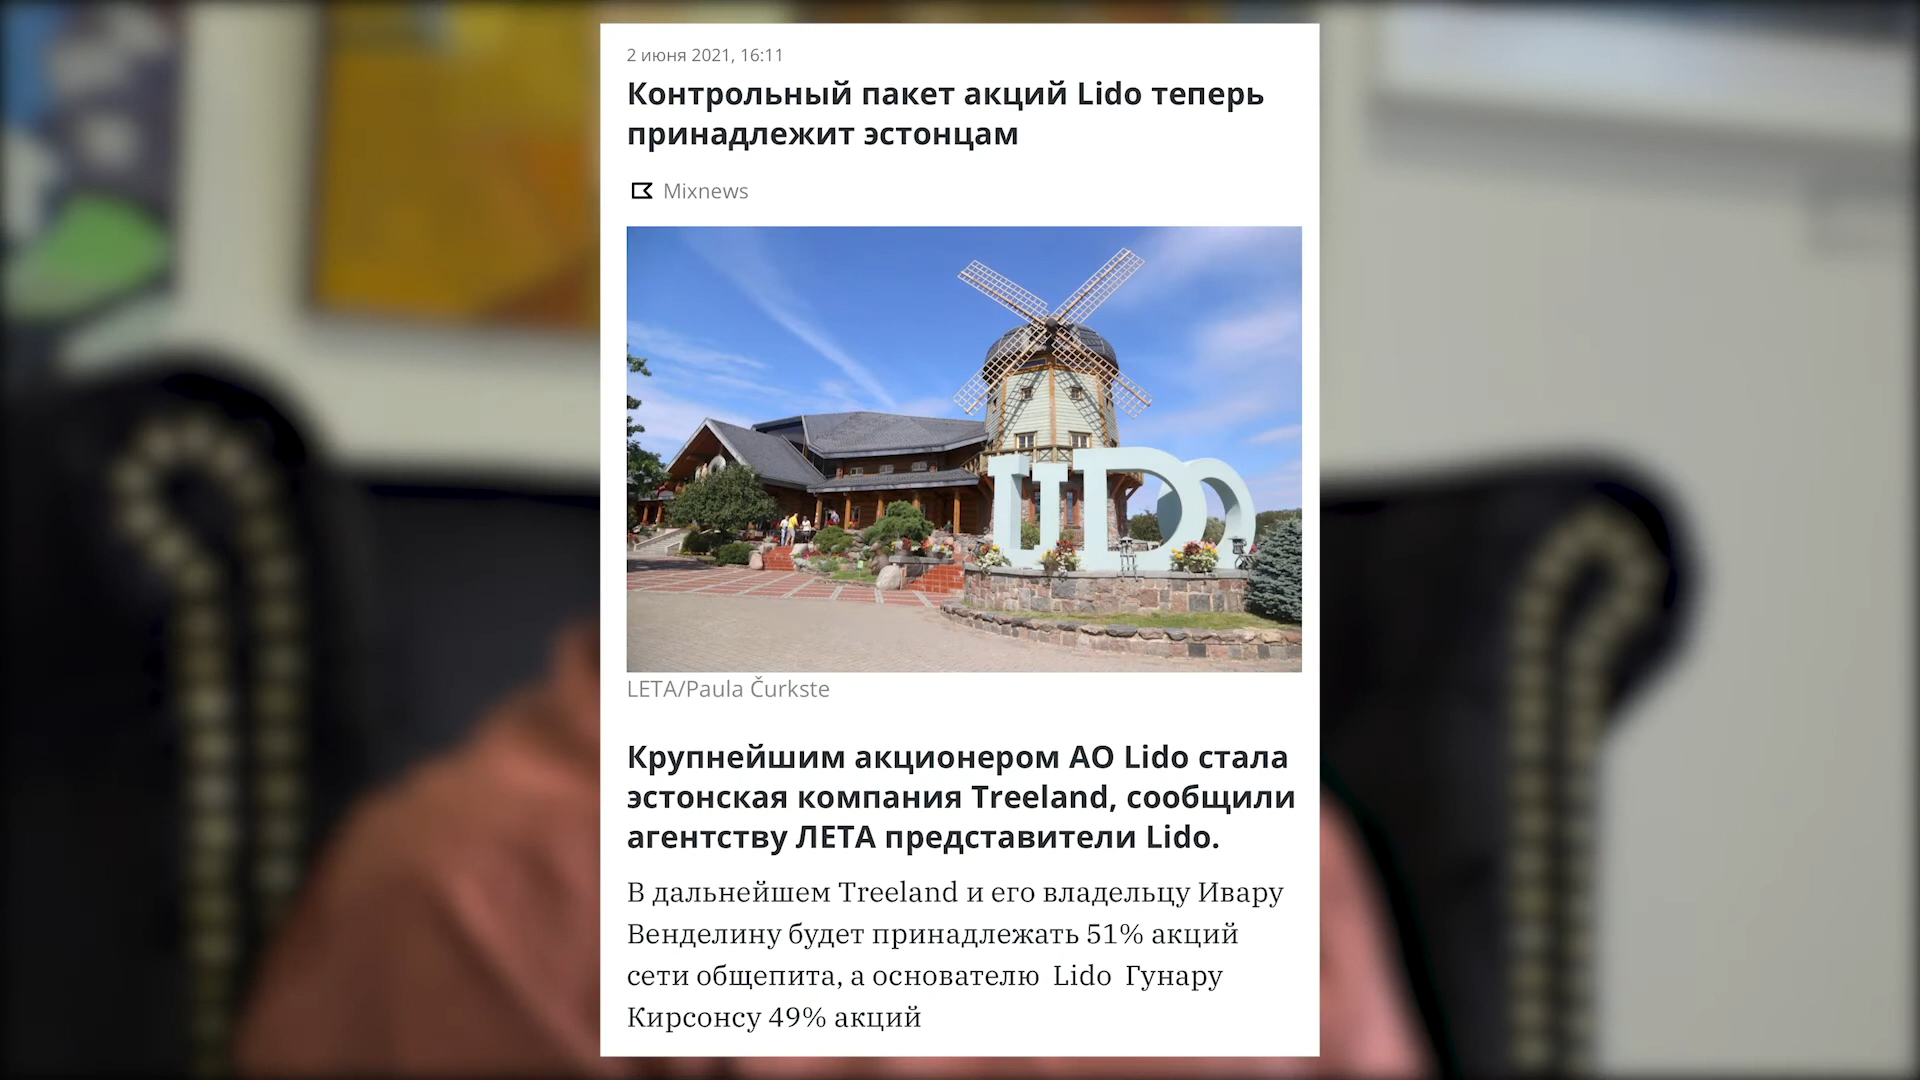 2 июня 2021, 16:11
Контрольный пакет акций Lido теперь
принадлежит эстонцам
Mixnews
LIDO
LETA/Paula Čurkste
Крупнейшим акционером АО Lido стала
эстонская компания Treeland, сообщили
агентству ЛЕТА представители Lido.
В дальнейшем Treeland и его владельцу Ивару
Венделину будет принадлежать 51% акций
сети общепита, а основателю Lido Гунару
Кирсонсу 49% акций